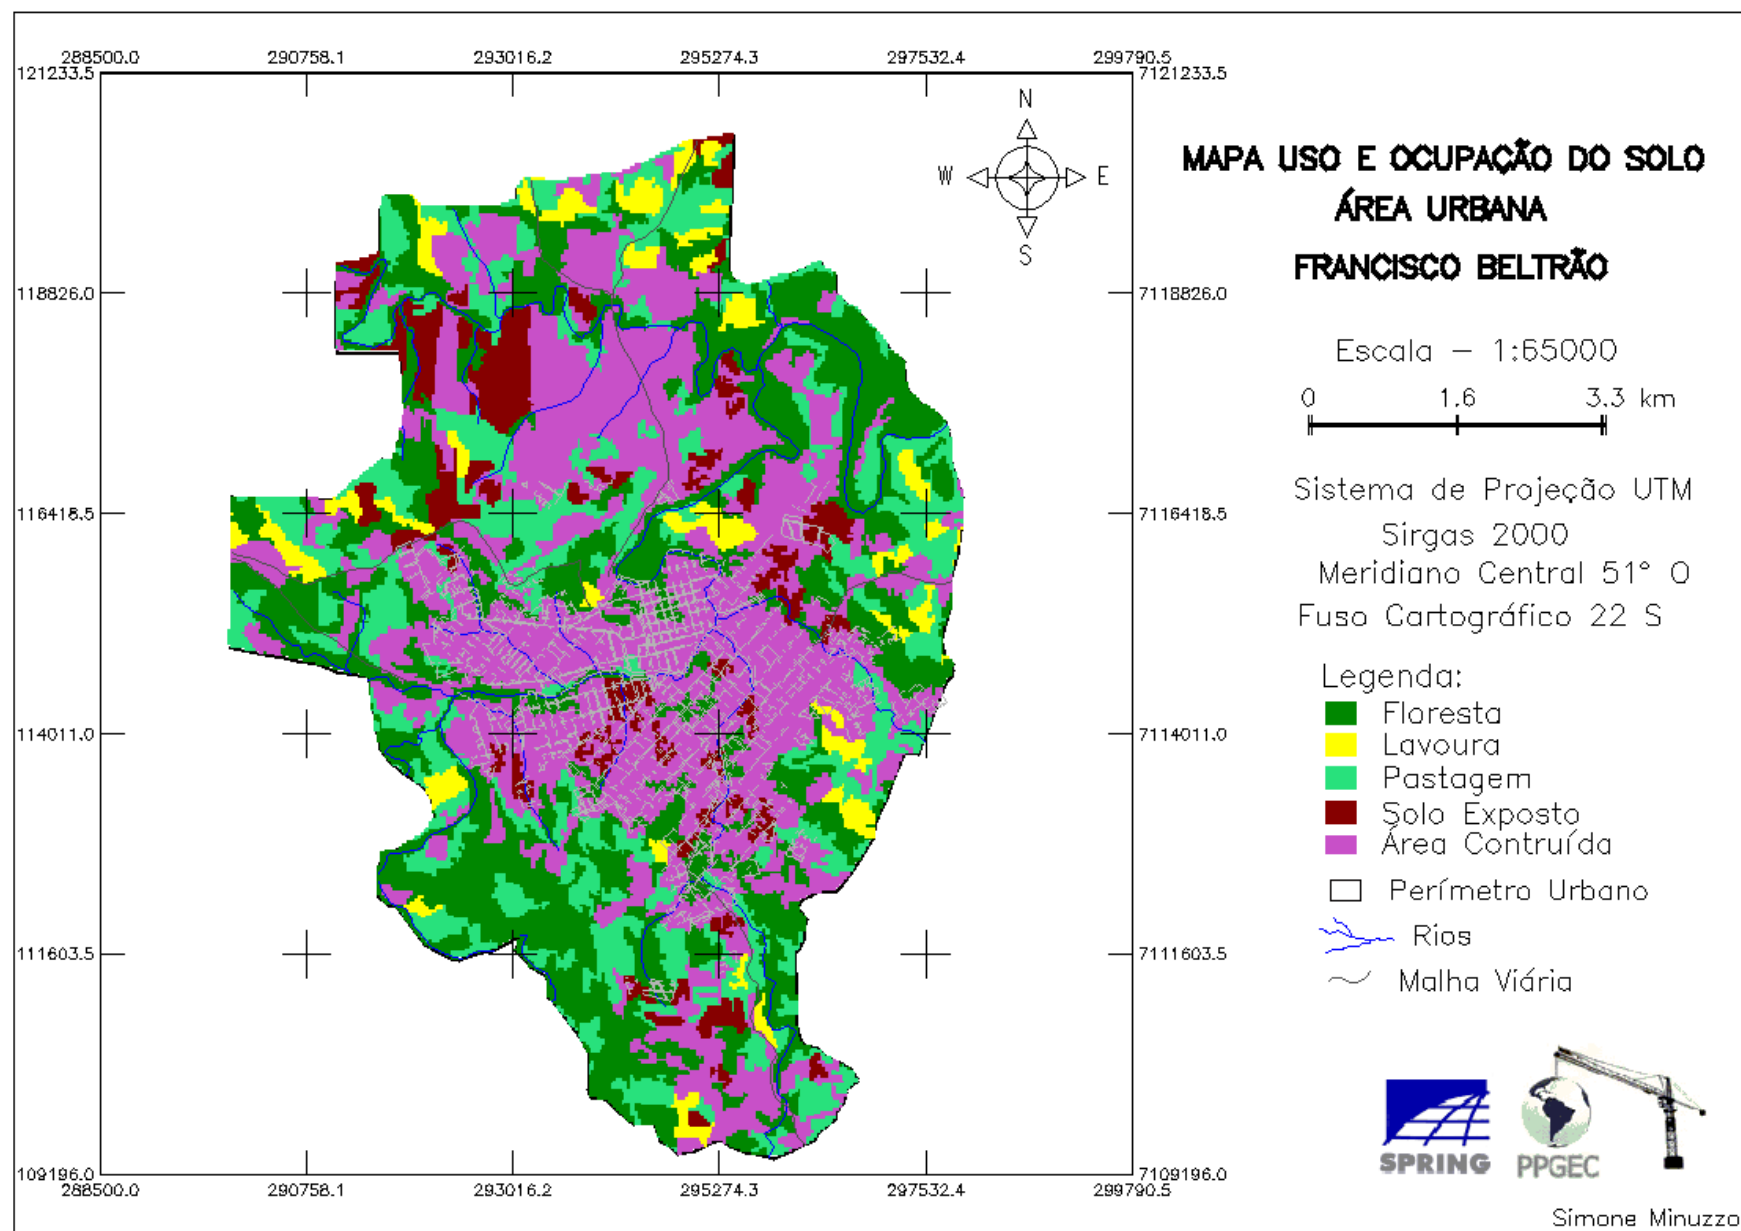 288500.0 290758.1 293016.2 295274.3 297532.4 299790.5
121233.5 7121233.5
N
W E
S
118826.0 7118826.0
116418.5 7116418.5
114011.0 7114011.0
111603.5 7111603.5
109196.0 7109196.0
288500.0 290758.1 293016.2 295274.3 297532.4 299790.5
MAPA USO E OCUPAÇÃO DO SOLO
ÁREA URBANA
FRANCISCO BELTRÃO
Escala – 1:65000
0 1.6 3.3 km
Sistema de Projeção UTM
Sirgas 2000
Meridiano Central 51° O
Fuso Cartográfico 22 S
Legenda:
Floresta
Lavoura
Pastagem
Solo Exposto
Área Contruída
Perímetro Urbano
Rios
Malha Viária
SPRING PPGEC
Simone Minuzzo